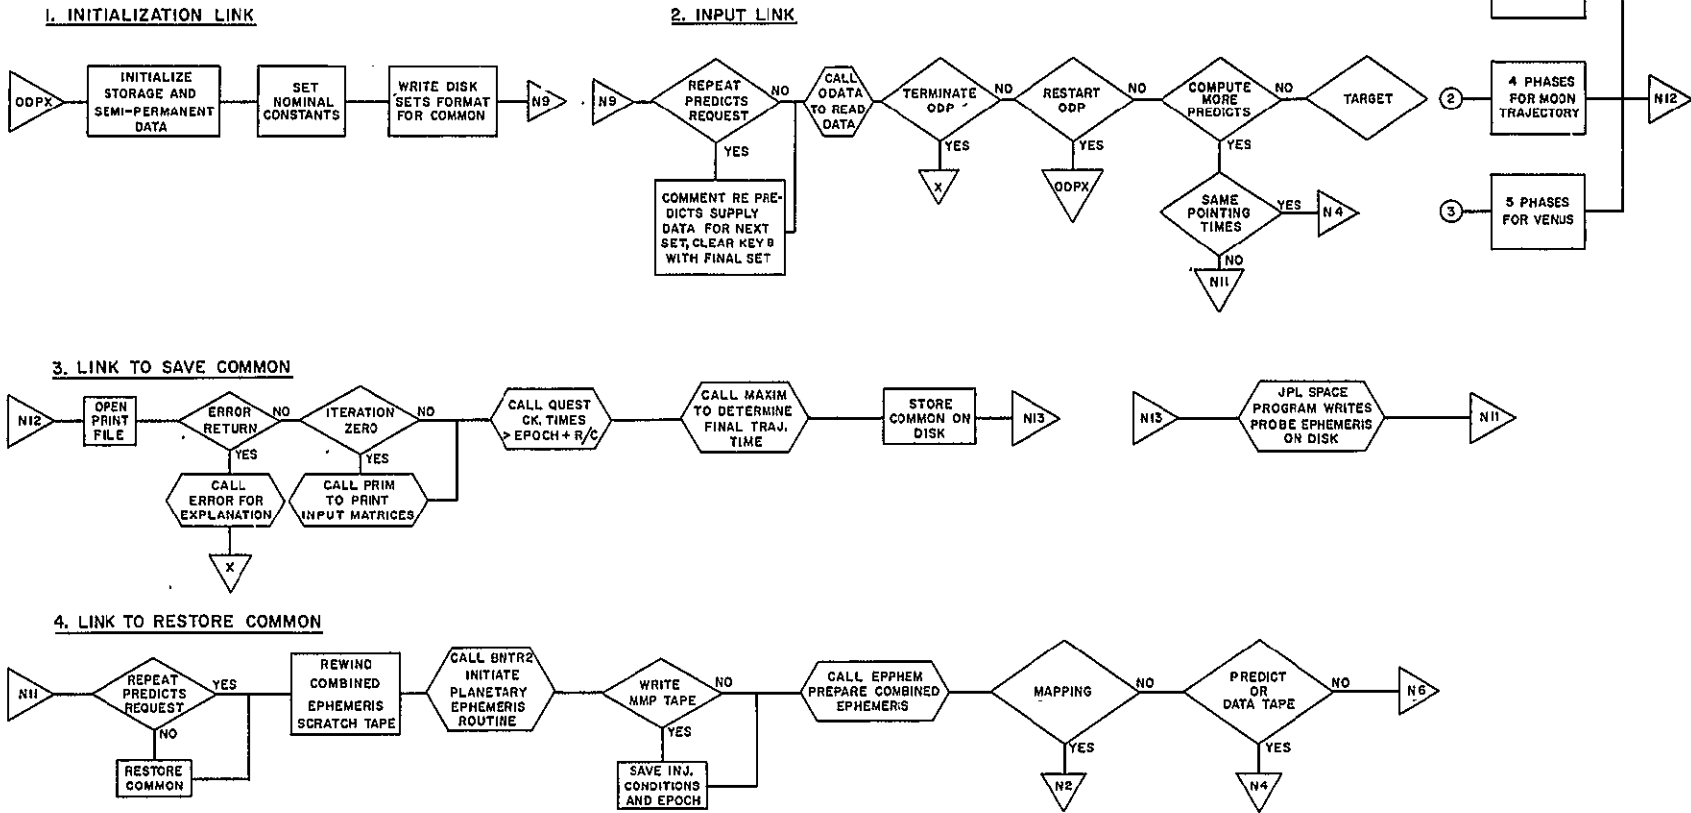 1. INITIALIZATION LINK
ODPX
INITIALIZE
STORAGE AND
SEMI-PERMANENT
DATA
SET
NOMINAL
CONSTANTS
WRITE DISK
SETS FORMAT
FOR COMMON
N9
2. INPUT LINK
N9
REPEAT
PREDICTS
REQUEST
NO
YES
COMMENT RE PRE-
DICTS SUPPLY
DATA FOR NEXT
SET, CLEAR KEY 8
WITH FINAL SET
CALL
ODATA
TO READ
DATA
TERMINATE
ODP
NO
YES
X
RESTART
ODP
NO
YES
ODPX
COMPUTE
MORE
PREDICTS
NO
YES
SAME
POINTING
TIMES
YES
N4
NO
N11
TARGET
2
4 PHASES
FOR MOON
TRAJECTORY
N12
3
5 PHASES
FOR VENUS
3. LINK TO SAVE COMMON
N12
OPEN
PRINT
FILE
ERROR
RETURN
NO
YES
CALL
ERROR FOR
EXPLANATION
X
ITERATION
ZERO
NO
YES
CALL PRIM
TO PRINT
INPUT MATRICES
CALL QUEST
CK. TIMES
> EPOCH + R/C
CALL MAXIM
TO DETERMINE
FINAL TRAJ.
TIME
STORE
COMMON ON
DISK
N13
N13
JPL SPACE
PROGRAM WRITES
PROBE EPHEMERIS
ON DISK
N11
4. LINK TO RESTORE COMMON
N11
REPEAT
PREDICTS
REQUEST
YES
NO
RESTORE
COMMON
REWIND
COMBINED
EPHEMERIS
SCRATCH TAPE
CALL BNTR2
INITIATE
PLANETARY
EPHEMERIS
ROUTINE
WRITE
MMP TAPE
NO
YES
SAVE INJ.
CONDITIONS
AND EPOCH
CALL EPPHEM
PREPARE COMBINED
EPHEMERIS
MAPPING
NO
YES
N2
PREDICT
OR
DATA TAPE
NO
YES
N4
N6